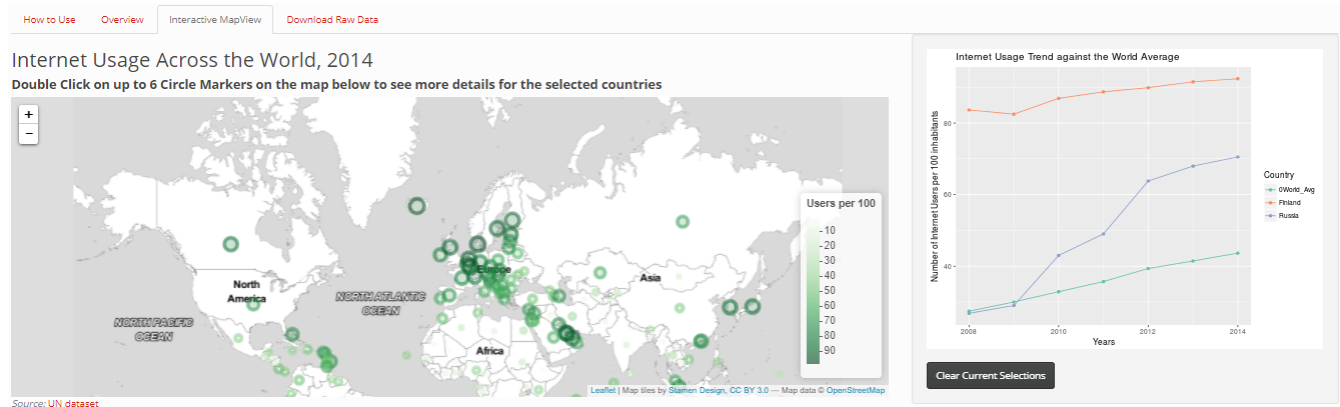 How to Use Overview Interactive MapView Download Raw Data
Internet Usage Across the World, 2014
Double Click on up to 6 Circle Markers on the map below to see more details for the selected countries
+
−
North
America
NORTH PACIFIC
OCEAN
NORTH ATLANTIC
OCEAN
Europe
Africa
Asia
Users per 100
10
20
30
40
50
60
70
80
90
Leaflet | Map tiles by Stamen Design, CC BY 3.0 — Map data © OpenStreetMap
Source: UN dataset
Internet Usage Trend against the World Average
Number of Internet Users per 100 inhabitants
80
60
40
2008 2010 2012 2014
Years
Country
0World_Avg
Finland
Russia
Clear Current Selections